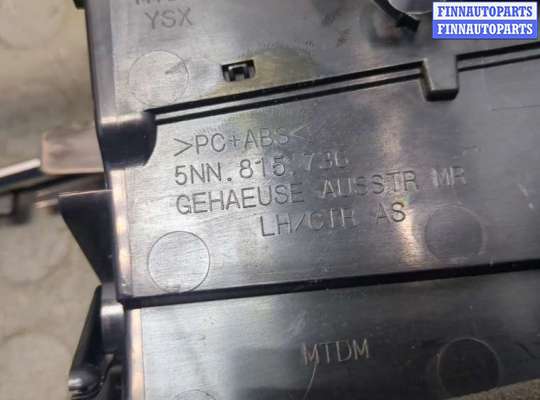 FINNAUTOPARTS
FINNAUTOPARTS
YSX
>PC+ABS<
5NN.815.736
GEHAEUSE AUSSTR MR
LH/CTR AS
MTDM